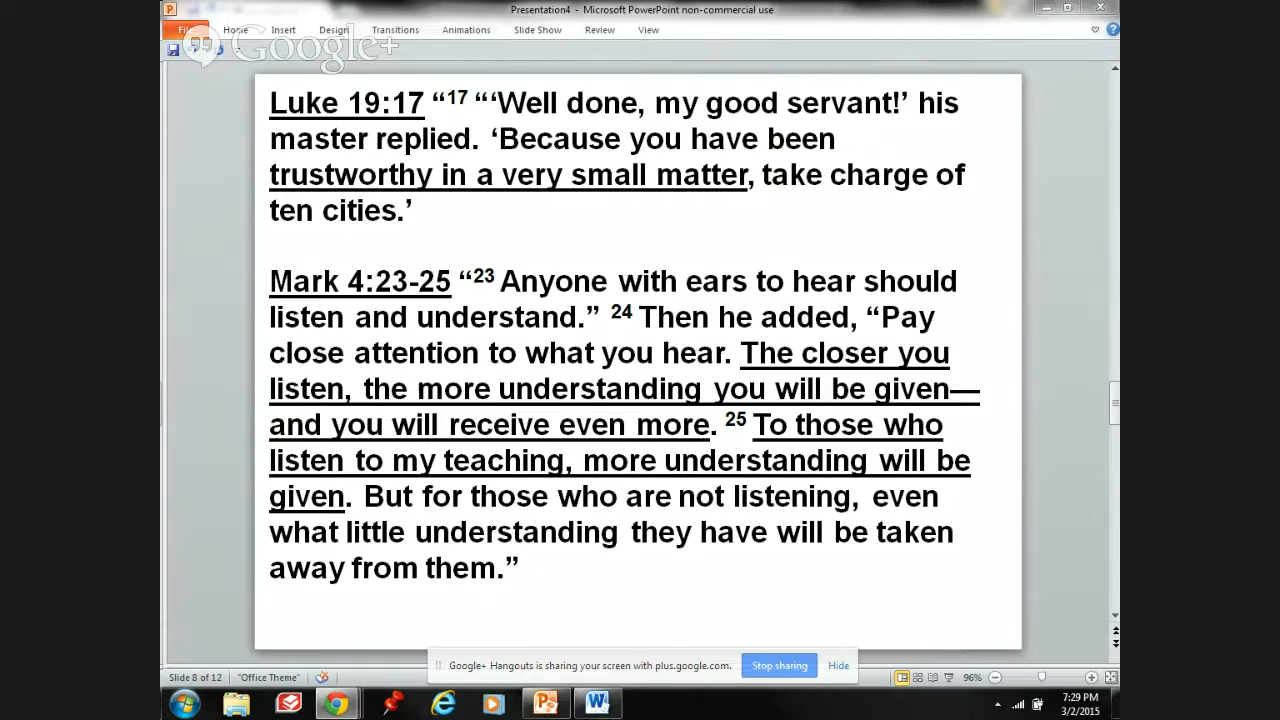 Presentation4 - Microsoft PowerPoint non-commercial use
File Home Insert Design Transitions Animations Slide Show Review View
Google+
Luke 19:17 “17 “‘Well done, my good servant!’ his
master replied. ‘Because you have been
trustworthy in a very small matter, take charge of
ten cities.’
Mark 4:23-25 “23 Anyone with ears to hear should
listen and understand.” 24 Then he added, “Pay
close attention to what you hear. The closer you
listen, the more understanding you will be given—
and you will receive even more. 25 To those who
listen to my teaching, more understanding will be
given. But for those who are not listening, even
what little understanding they have will be taken
away from them.”
Google+ Hangouts is sharing your screen with plus.google.com. Stop sharing Hide
Slide 8 of 12 "Office Theme" 96%
7:29 PM
3/2/2015